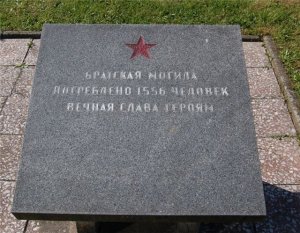 БРАТСКАЯ МОГИЛА
ПОГРЕБЕНО 1556 ЧЕЛОВЕК
ВЕЧНАЯ СЛАВА ГЕРОЯМ